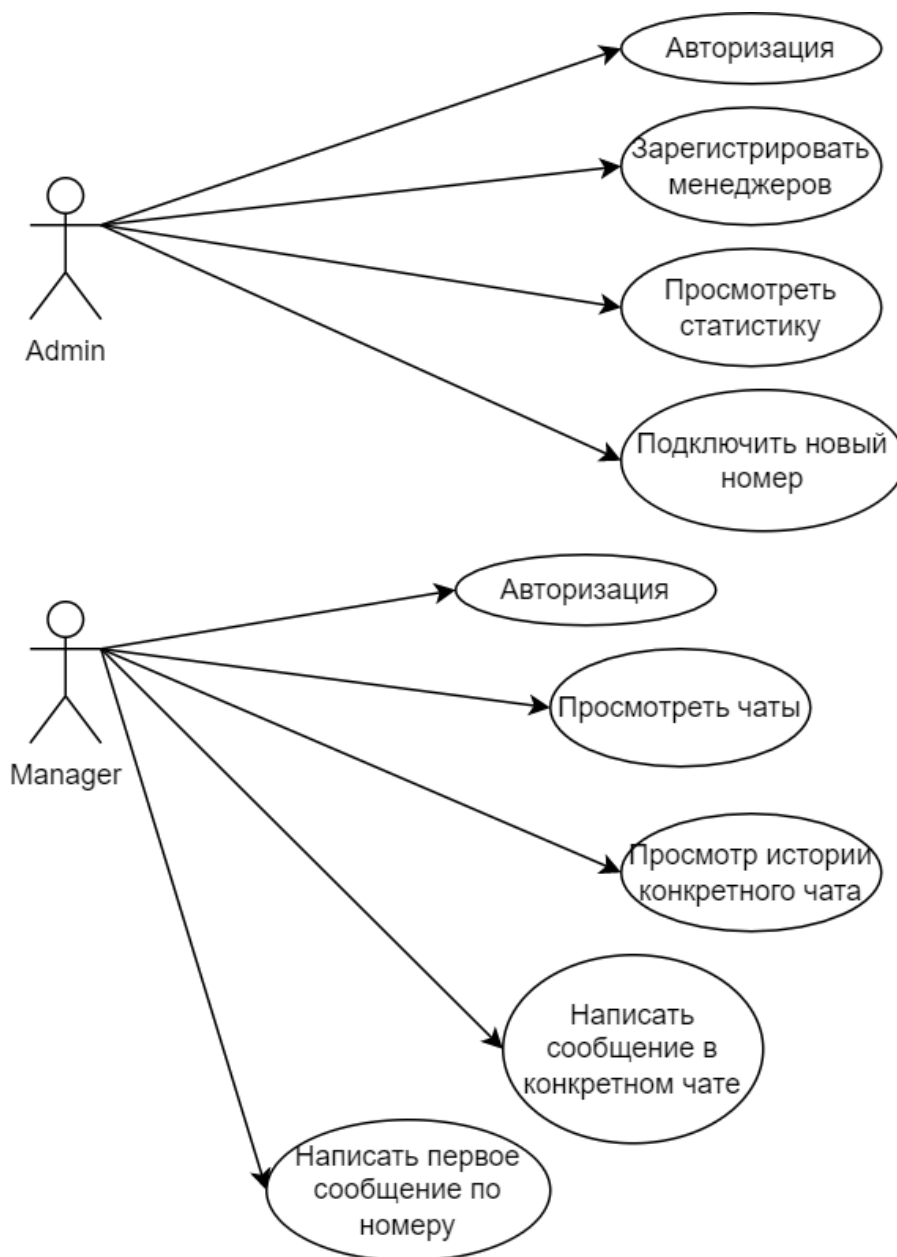 Авторизация
Зарегистрировать
менеджеров
Просмотреть
статистику
Admin
Подключить новый
номер
Авторизация
Просмотреть чаты
Manager
Просмотр истории
конкретного чата
Написать
сообщение в
конкретном чате
Написать первое
сообщение по
номеру